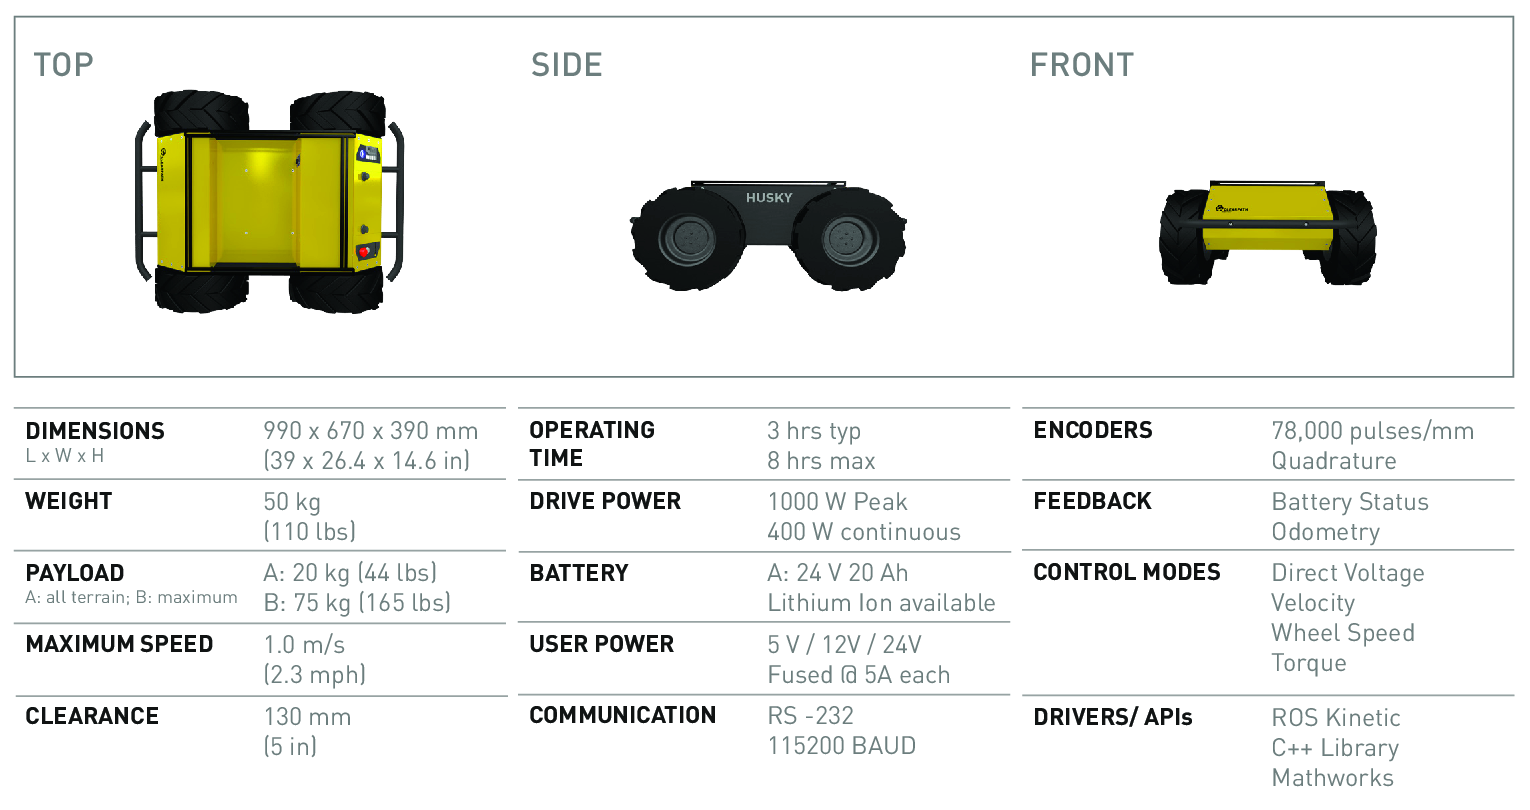 TOP
SIDE
FRONT
HUSKY
CLEARPATH
DIMENSIONS
L x W x H
990 x 670 x 390 mm
(39 x 26.4 x 14.6 in)
WEIGHT
50 kg
(110 lbs)
PAYLOAD
A: all terrain; B: maximum
A: 20 kg (44 lbs)
B: 75 kg (165 lbs)
MAXIMUM SPEED
1.0 m/s
(2.3 mph)
CLEARANCE
130 mm
(5 in)
OPERATING
TIME
3 hrs typ
8 hrs max
DRIVE POWER
1000 W Peak
400 W continuous
BATTERY
A: 24 V 20 Ah
Lithium Ion available
USER POWER
5 V / 12V / 24V
Fused @ 5A each
COMMUNICATION
RS -232
115200 BAUD
ENCODERS
78,000 pulses/mm
Quadrature
FEEDBACK
Battery Status
Odometry
CONTROL MODES
Direct Voltage
Velocity
Wheel Speed
Torque
DRIVERS/ APIs
ROS Kinetic
C++ Library
Mathworks